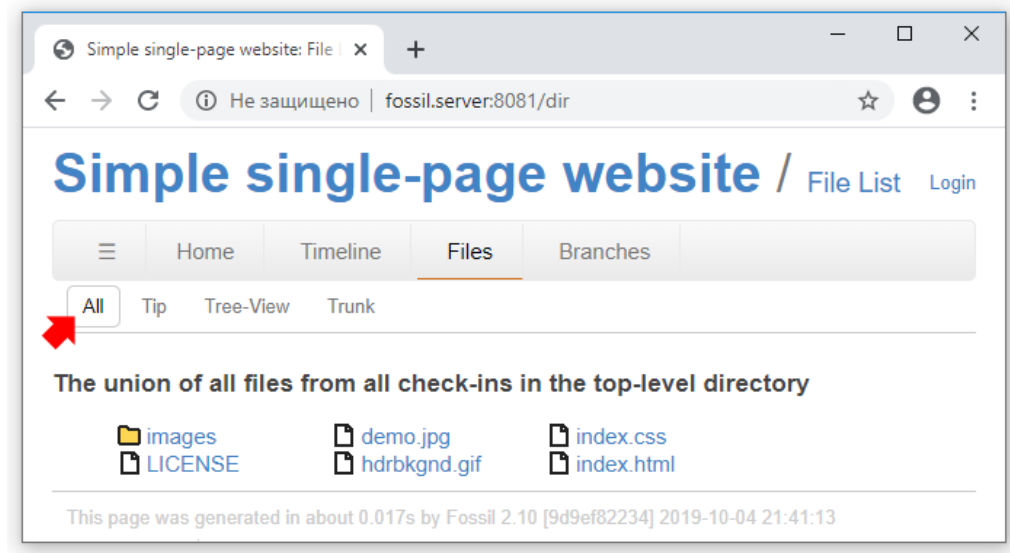 Simple single-page website: File
Не защищено | fossil.server:8081/dir
Simple single-page website / File List Login
☰ Home Timeline Files Branches
All Tip Tree-View Trunk
The union of all files from all check-ins in the top-level directory
images demo.jpg index.css
LICENSE hdrbkgnd.gif index.html
This page was generated in about 0.017s by Fossil 2.10 [9d9ef82234] 2019-10-04 21:41:13